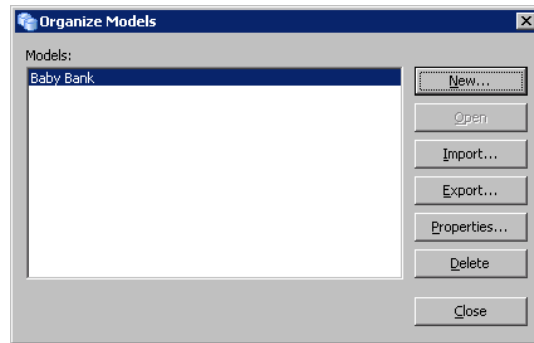 Organize Models
Models:
Baby Bank
New...
Open
Import...
Export...
Properties...
Delete
Close